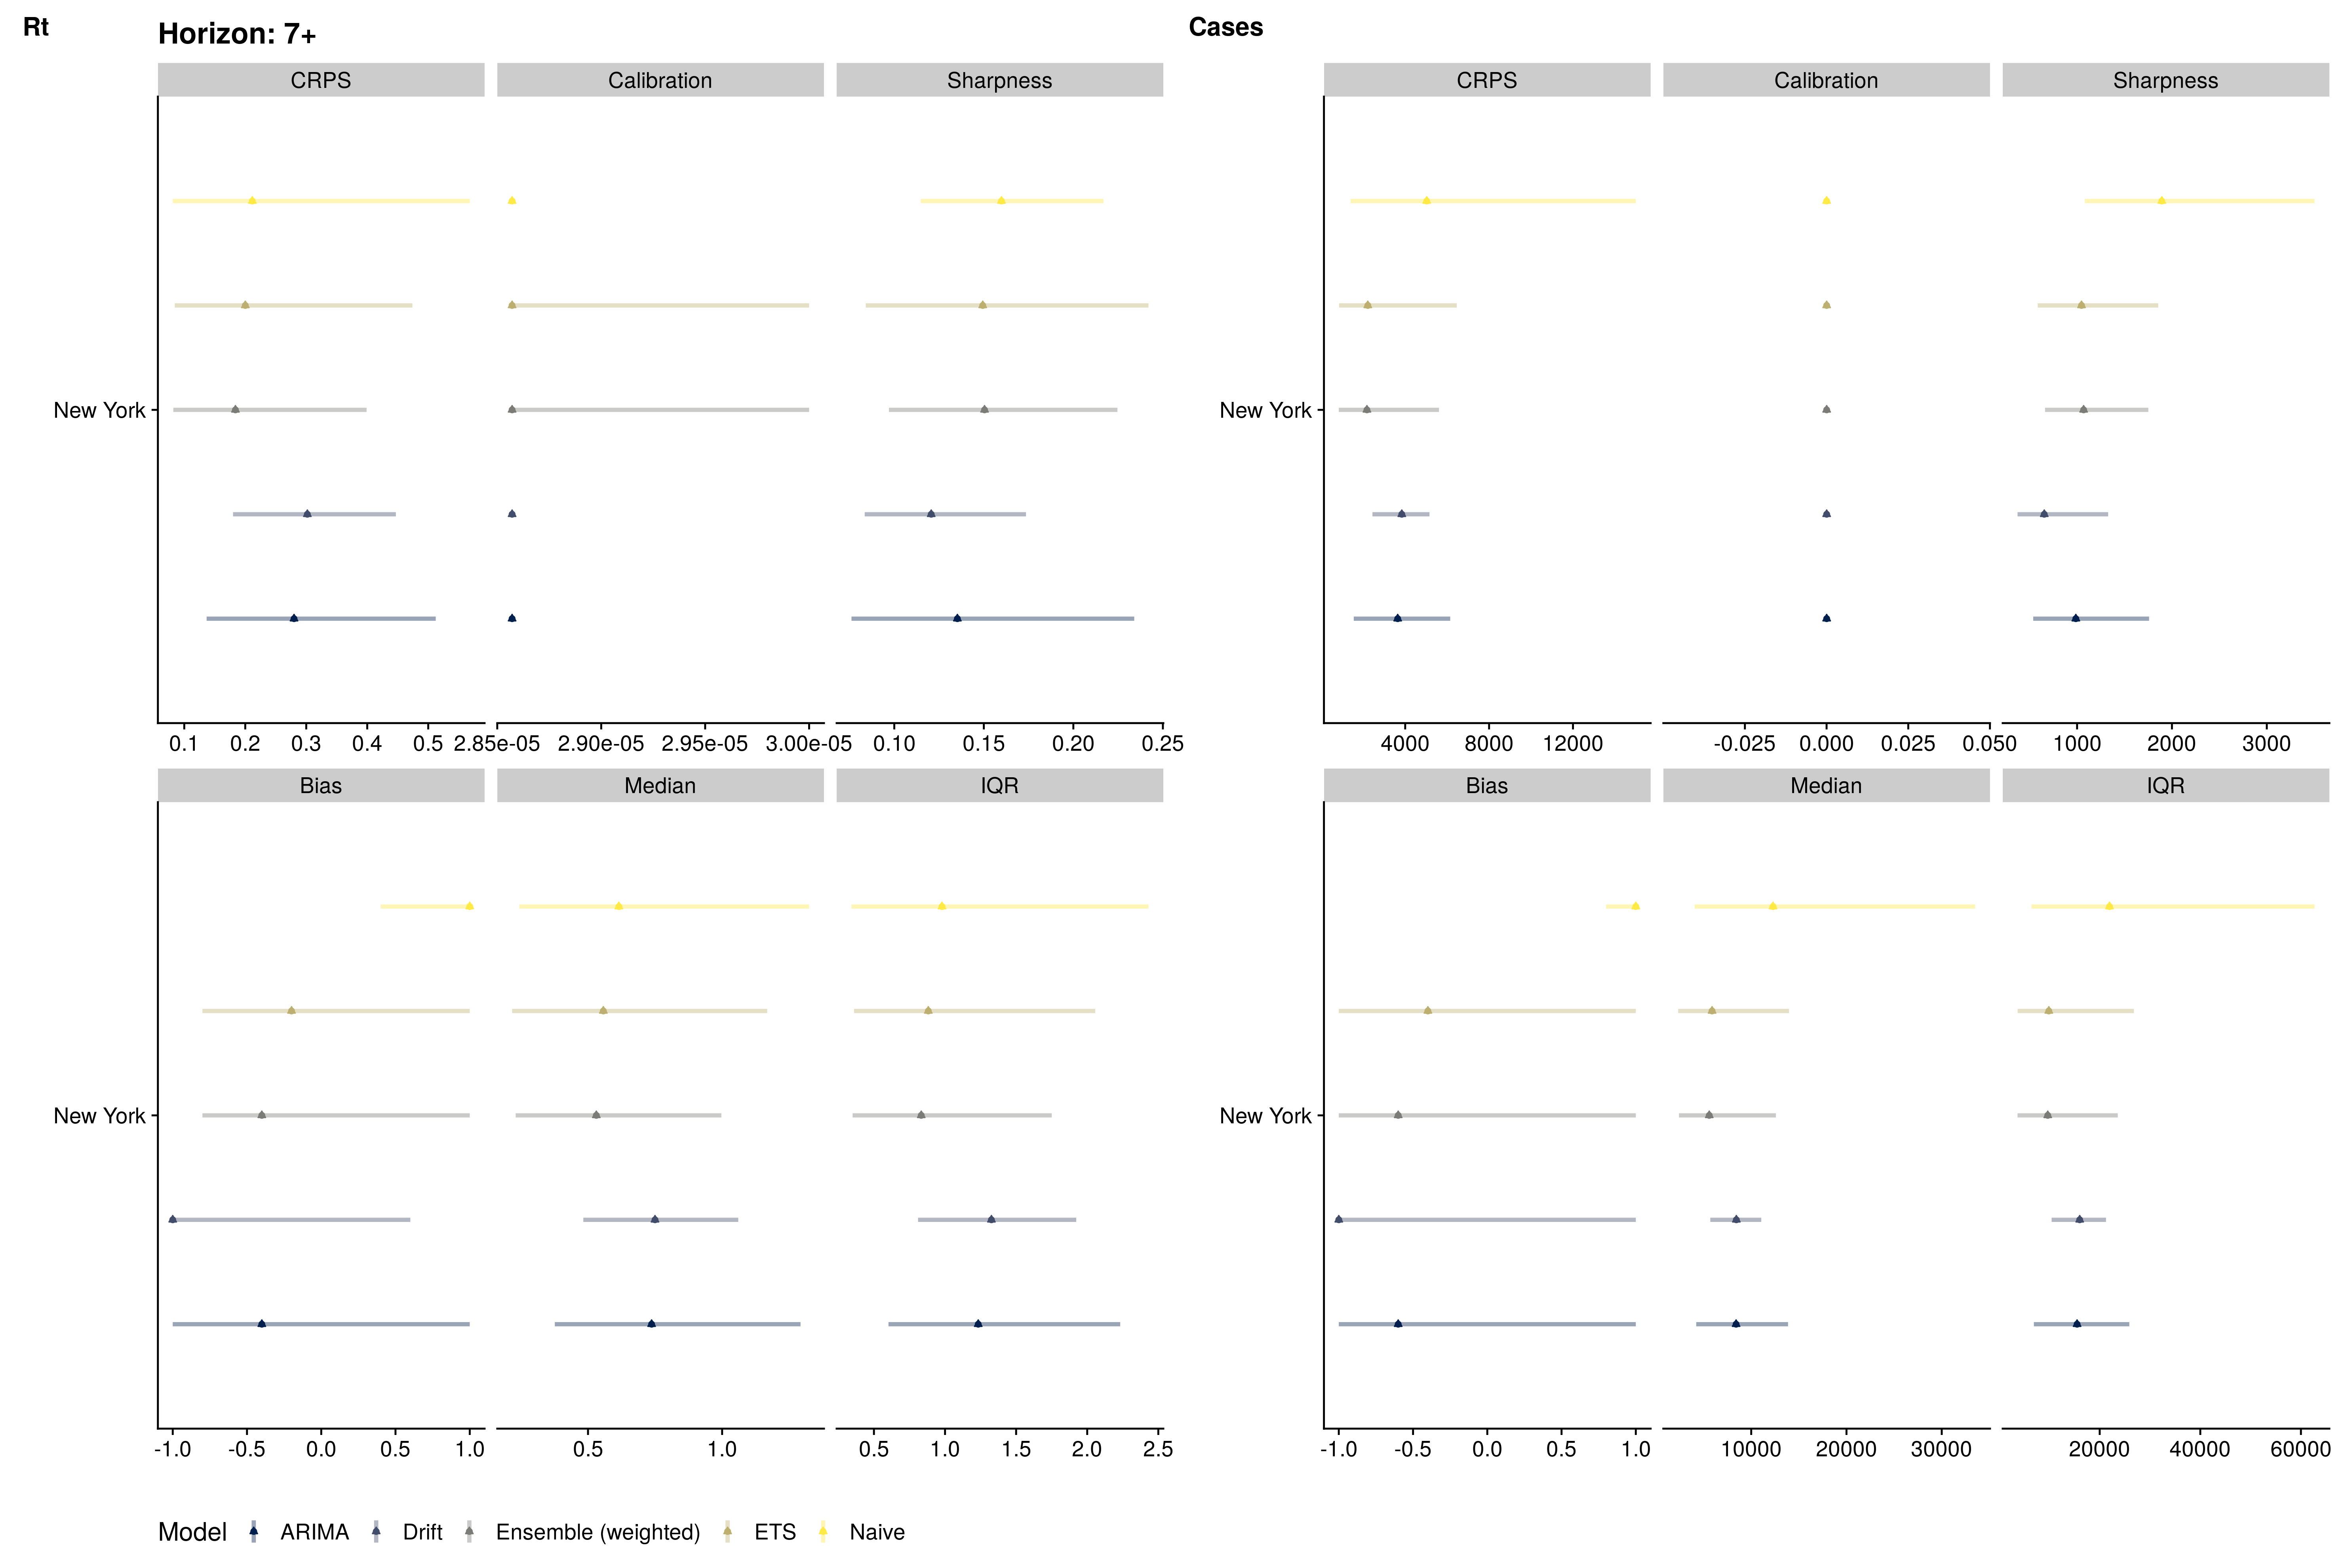 Rt
Horizon: 7+
Cases
CRPS Calibration Sharpness
CRPS Calibration Sharpness
New York
New York
0.1 0.2 0.3 0.4 0.5 2.85e-05 2.90e-05 2.95e-05 3.00e-05 0.10 0.15 0.20 0.25
4000 8000 12000 -0.025 0.000 0.025 0.050 1000 2000 3000
Bias Median IQR
Bias Median IQR
New York
New York
-1.0 -0.5 0.0 0.5 1.0 0.5 1.0 0.5 1.0 1.5 2.0 2.5
-1.0 -0.5 0.0 0.5 1.0 10000 20000 30000 20000 40000 60000
Model ARIMA Drift Ensemble (weighted) ETS Naive